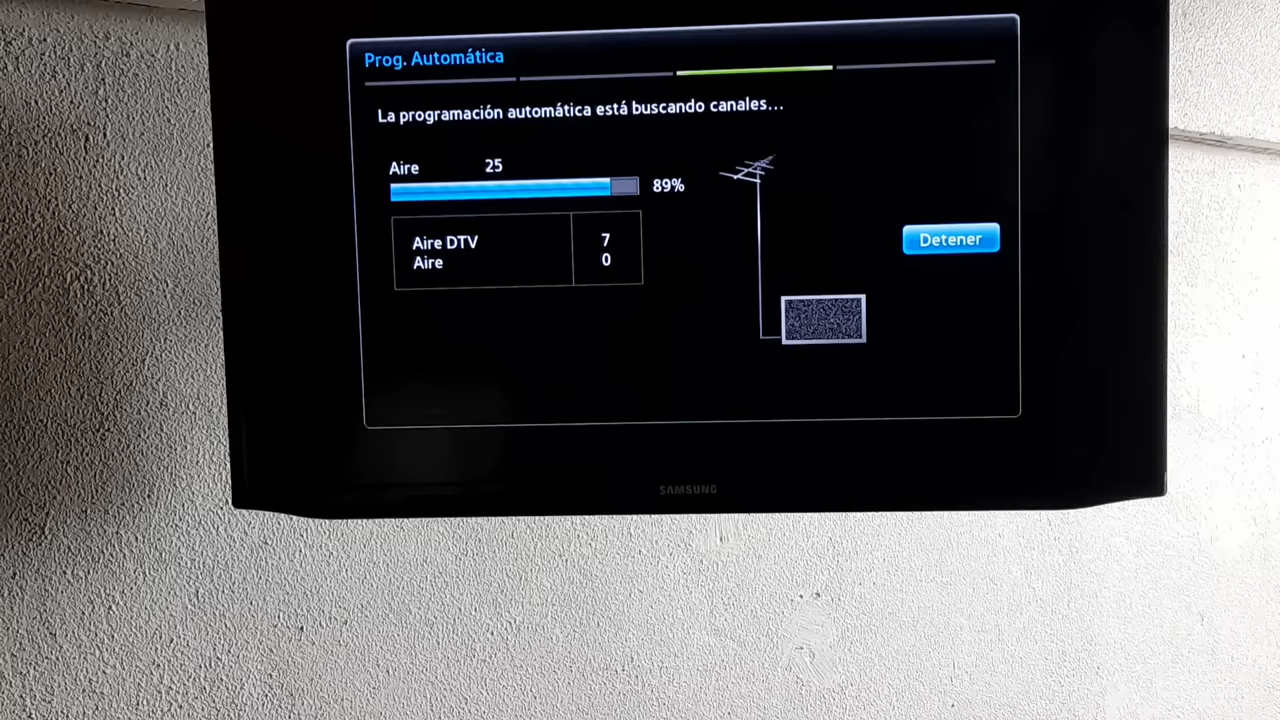 Prog. Automática
La programación automática está buscando canales...
Aire 25
89%
Aire DTV 7
Aire 0
Detener
SAMSUNG